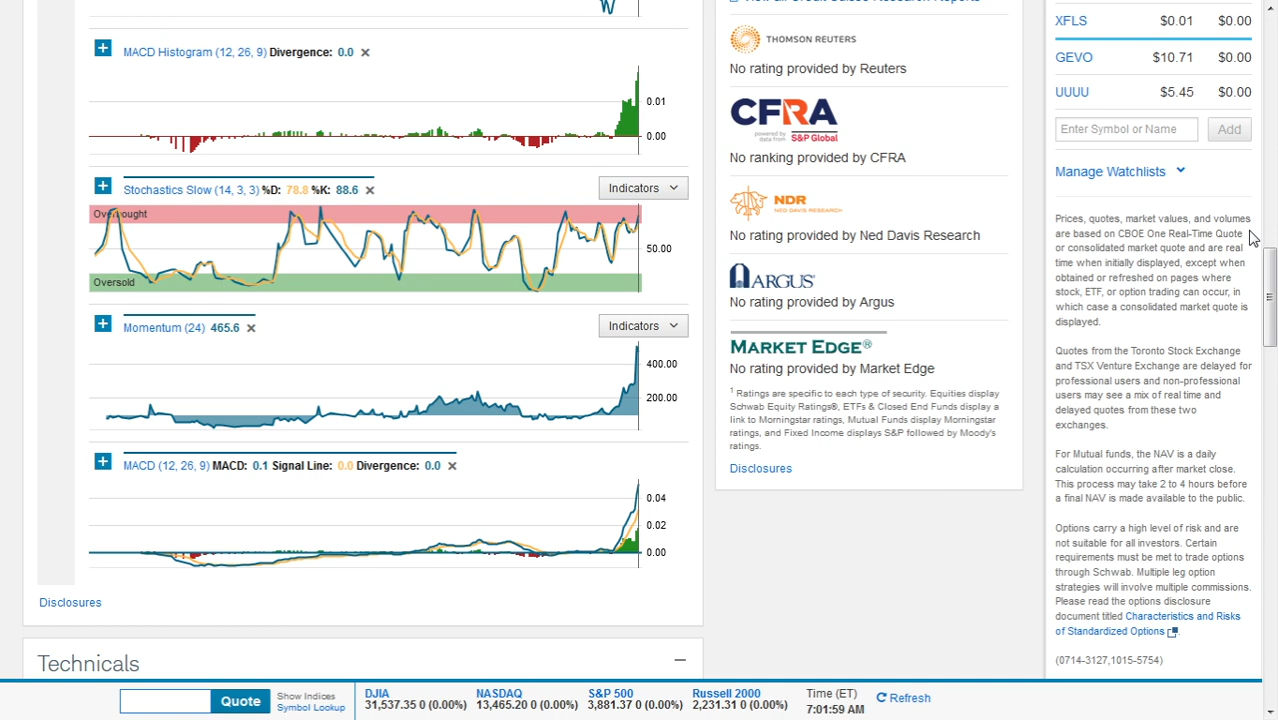 MACD Histogram (12, 26, 9) Divergence: 0.0 ×
0.01
0.00
Stochastics Slow (14, 3, 3) %D: 78.8 %K: 88.6 ×
Indicators
Overbought
50.00
Oversold
Momentum (24) 465.6 ×
Indicators
400.00
200.00
MACD (12, 26, 9) MACD: 0.1 Signal Line: 0.0 Divergence: 0.0 ×
0.04
0.02
0.00
Disclosures
Technicals
THOMSON REUTERS
No rating provided by Reuters
CFRA
powered by
data from S&P Global
No ranking provided by CFRA
NDR
NED DAVIS RESEARCH
No rating provided by Ned Davis Research
ARGUS
No rating provided by Argus
MARKET EDGE®
No rating provided by Market Edge
1 Ratings are specific to each type of security. Equities display
Schwab Equity Ratings®, ETFs & Closed End Funds display a
link to Morningstar ratings, Mutual Funds display Morningstar
ratings, and Fixed Income displays S&P followed by Moody's
ratings.
Disclosures
XFLS $0.01 $0.00
GEVO $10.71 $0.00
UUUU $5.45 $0.00
Enter Symbol or Name Add
Manage Watchlists
Prices, quotes, market values, and volumes
are based on CBOE One Real-Time Quote
or consolidated market quote and are real
time when initially displayed, except when
obtained or refreshed on pages where
stock, ETF, or option trading can occur, in
which case a consolidated market quote is
displayed.
Quotes from the Toronto Stock Exchange
and TSX Venture Exchange are delayed for
professional users and non-professional
users may see a mix of real time and
delayed quotes from these two
exchanges.
For Mutual funds, the NAV is a daily
calculation occurring after market close.
This process may take 2 to 4 hours before
a final NAV is made available to the public.
Options carry a high level of risk and are
not suitable for all investors. Certain
requirements must be met to trade options
through Schwab. Multiple leg option
strategies will involve multiple commissions.
Please read the options disclosure
document titled Characteristics and Risks
of Standardized Options
(0714-3127,1015-5754)
Quote
Show Indices
Symbol Lookup
DJIA
31,537.35 0 (0.00%)
NASDAQ
13,465.20 0 (0.00%)
S&P 500
3,881.37 0 (0.00%)
Russell 2000
2,231.31 0 (0.00%)
Time (ET)
7:01:59 AM
Refresh